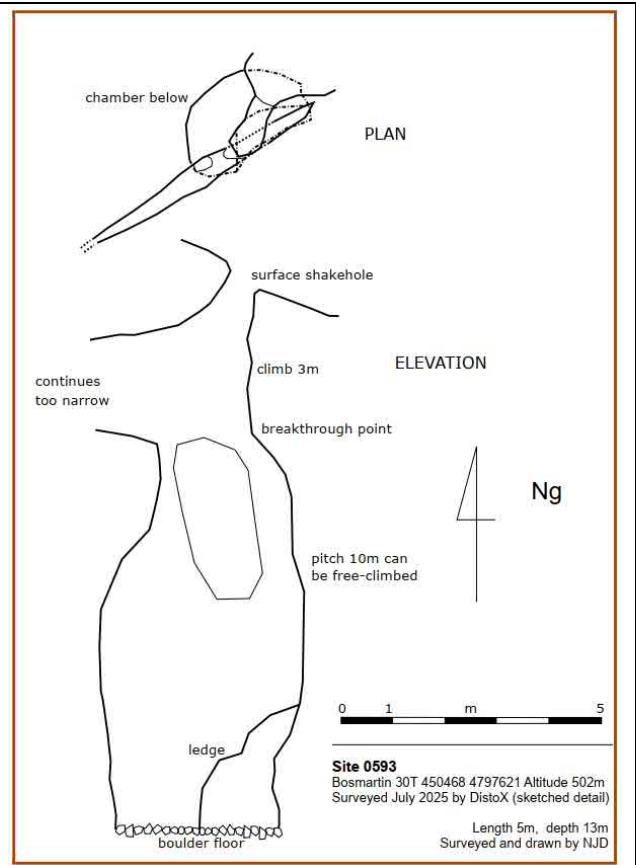 chamber below
PLAN
surface shakehole
climb 3m
ELEVATION
continues
too narrow
breakthrough point
Ng
pitch 10m can
be free-climbed
0 1 m 5
ledge
Site 0593
Bosmartin 30T 450468 4797621 Altitude 502m
Surveyed July 2025 by DistoX (sketched detail)
boulder floor
Length 5m, depth 13m
Surveyed and drawn by NJD